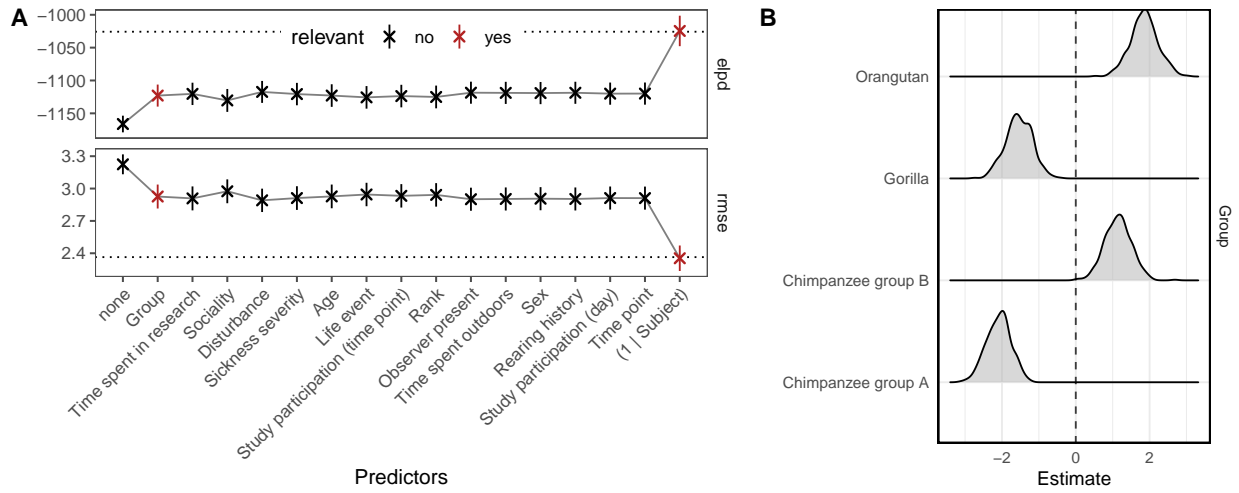 A
−1000
−1050
−1100
−1150
relevant no yes
elpd
3.3
3.0
2.7
2.4
rmse
none
Group
Time spent in research
Sociality
Disturbance
Sickness severity
Age
Life event
Study participation (time point)
Rank
Observer present
Time spent outdoors
Sex
Rearing history
Study participation (day)
Time point
(1 | Subject)
Predictors
B
Orangutan
Gorilla
Chimpanzee group B
Chimpanzee group A
Group
−2
0
2
Estimate